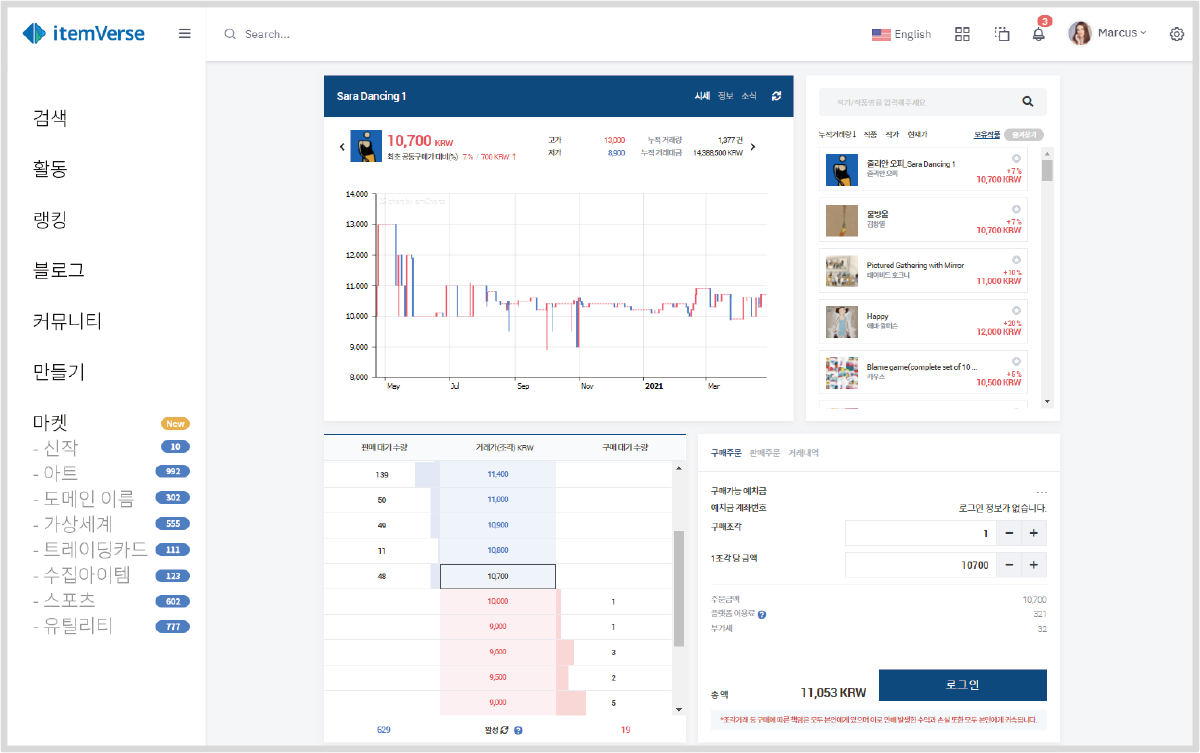 itemVerse
Search...
English
3
Marcus
검색
활동
랭킹
블로그
커뮤니티
만들기
마켓 New
- 신작 10
- 아트 992
- 도메인 이름 302
- 가상세계 555
- 트레이딩카드 111
- 수집아이템 123
- 스포츠 602
- 유틸리티 777
Sara Dancing 1
시세 정보 소식
10,700 KRW
최초 공동구매가 대비(%) 7% / 700 KRW ↑
고가 13,000 누적 거래량 1,377 건
저가 8,900 누적 거래대금 14,388,500 KRW
14.000
13.000
12.000
11.000
10.000
9.000
8.000
May Jul Sep Nov 2021 Mar
작가/작품명을 입력해주세요
누적거래량↓ 작품 작가 현재가 보유작품 즐겨찾기
줄리안 오피_Sara Dancing 1
줄리안 오피
+7%
10,700 KRW
물방울
김창열
+7%
10,700 KRW
Pictured Gathering with Mirror
데이비드 호크니
+10%
11,000 KRW
Happy
+20%
12,000 KRW
Blame game(complete set of 10 ...
카우스
+5%
10,500 KRW
판매 대기 수량 거래가(조각) KRW 구매 대기 수량
139 11,400
50 11,000
49 10,900
11 10,800
48 10,700
10,000 1
9,900 1
9,600 3
9,500 2
9,000 5
629 활성 19
구매주문 판매주문 거래내역
구매가능 예치금 ...
예치금 계좌번호 로그인 정보가 없습니다.
구매조각 1 − +
1조각 당 금액 10700 − +
주문금액 10,700
플랫폼 이용료 321
부가세 32
총 액 11,053 KRW
로그인
*조각거래 등 구매에 따른 책임은 모두 본인에게 있으며 이로 인해 발생한 수익과 손실 또한 모두 본인에게 귀속됩니다.